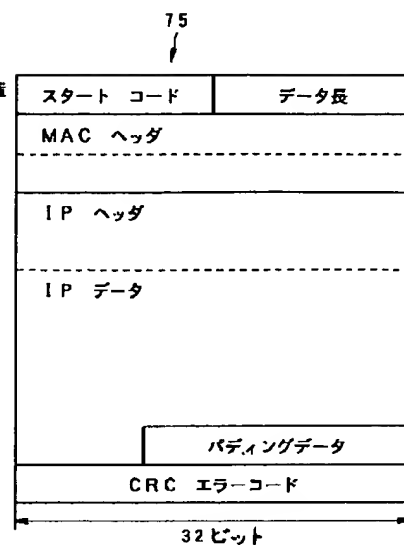 75
スタート コード データ長
MAC ヘッダ
IP ヘッダ
IP データ
パディングデータ
CRC エラーコード
32ビット